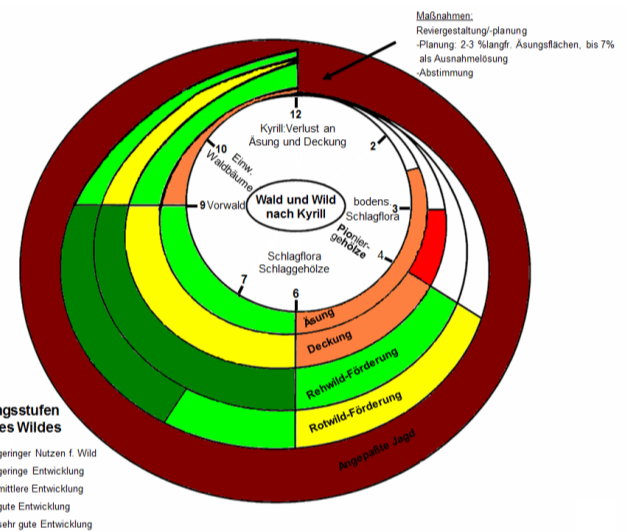 Maßnahmen:
Reviergestaltung/-planung
-Planung: 2-3 %langfr. Äsungsflächen, bis 7%
als Ausnahmelösung
-Abstimmung
12
Kyrill:Verlust an
Äsung und Deckung
2
10
Einw.
Waldbäume
9 Vorwald
Wald und Wild
nach Kyrill
bodens.
3
Schlagflora
Pionier-
gehölze
4
Schlagflora
Schlaggehölze
7
6
Äsung
Deckung
Rehwild-Förderung
Rotwild-Förderung
Angepaßte Jagd
ngsstufen
es Wildes
geringer Nutzen f. Wild
geringe Entwicklung
mittlere Entwicklung
gute Entwicklung
sehr gute Entwicklung